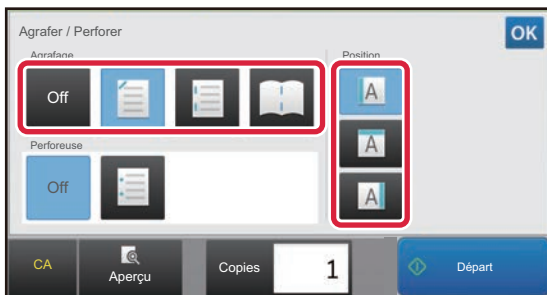 Agrafer / Perforer
OK
Agrafage
Position
Off
A
A
A
Perforeuse
Off
CA
Aperçu
Copies
1
Départ